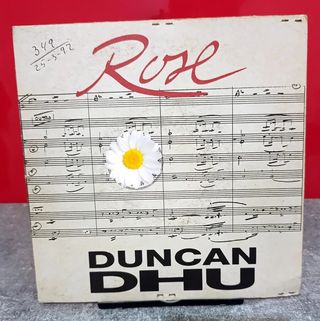 349
25-5-92
Rose
DUNCAN
DHU